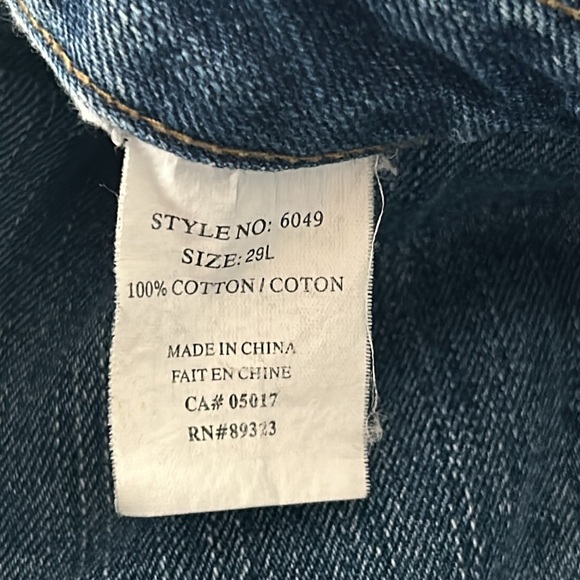 STYLE NO: 6049
SIZE: 29L
100% COTTON / COTON
MADE IN CHINA
FAIT EN CHINE
CA# 05017
RN#89323